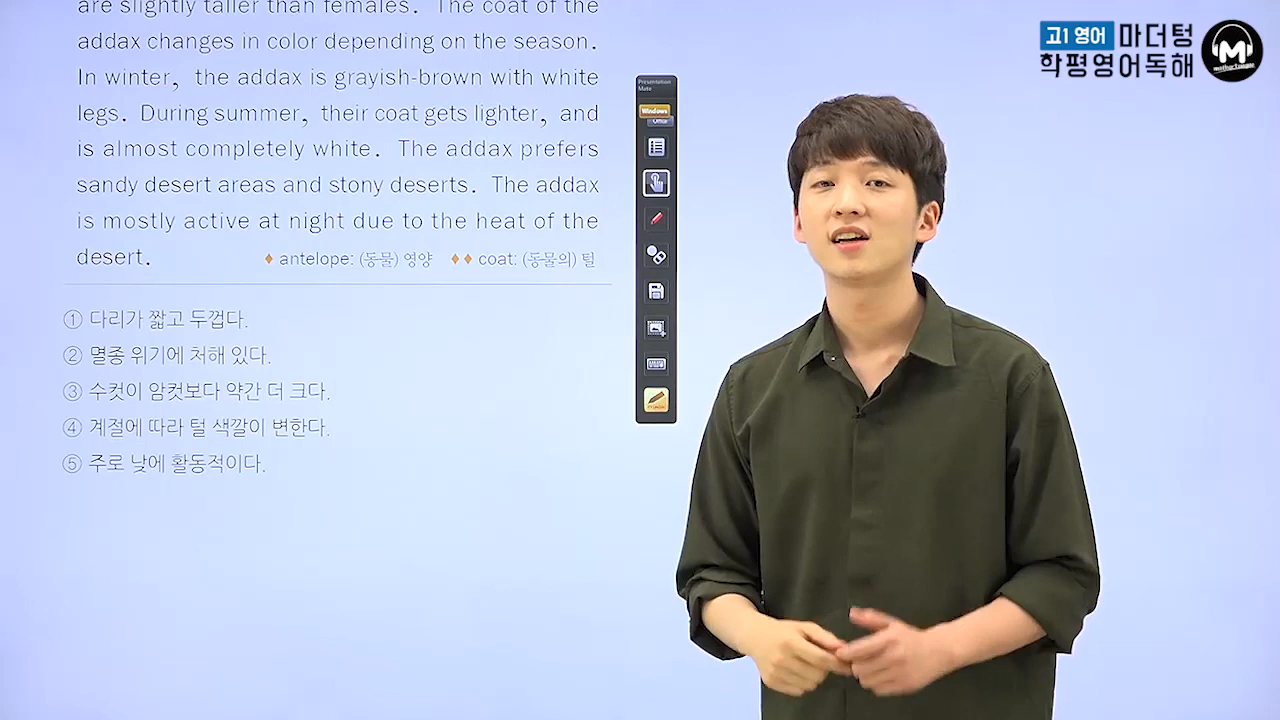 are slightly taller than females. The coat of the
addax changes in color depending on the season.
In winter, the addax is grayish-brown with white
legs. During summer, their coat gets lighter, and
is almost completely white. The addax prefers
sandy desert areas and stony deserts. The addax
is mostly active at night due to the heat of the
desert.
♦ antelope: (동물) 영양 ♦♦ coat: (동물의) 털
① 다리가 짧고 두껍다.
② 멸종 위기에 처해 있다.
③ 수컷이 암컷보다 약간 더 크다.
④ 계절에 따라 털 색깔이 변한다.
⑤ 주로 낮에 활동적이다.
Presentation
Mate
Windows
Office
고1 영어 마더텅
학평영어독해
M
mothertongue